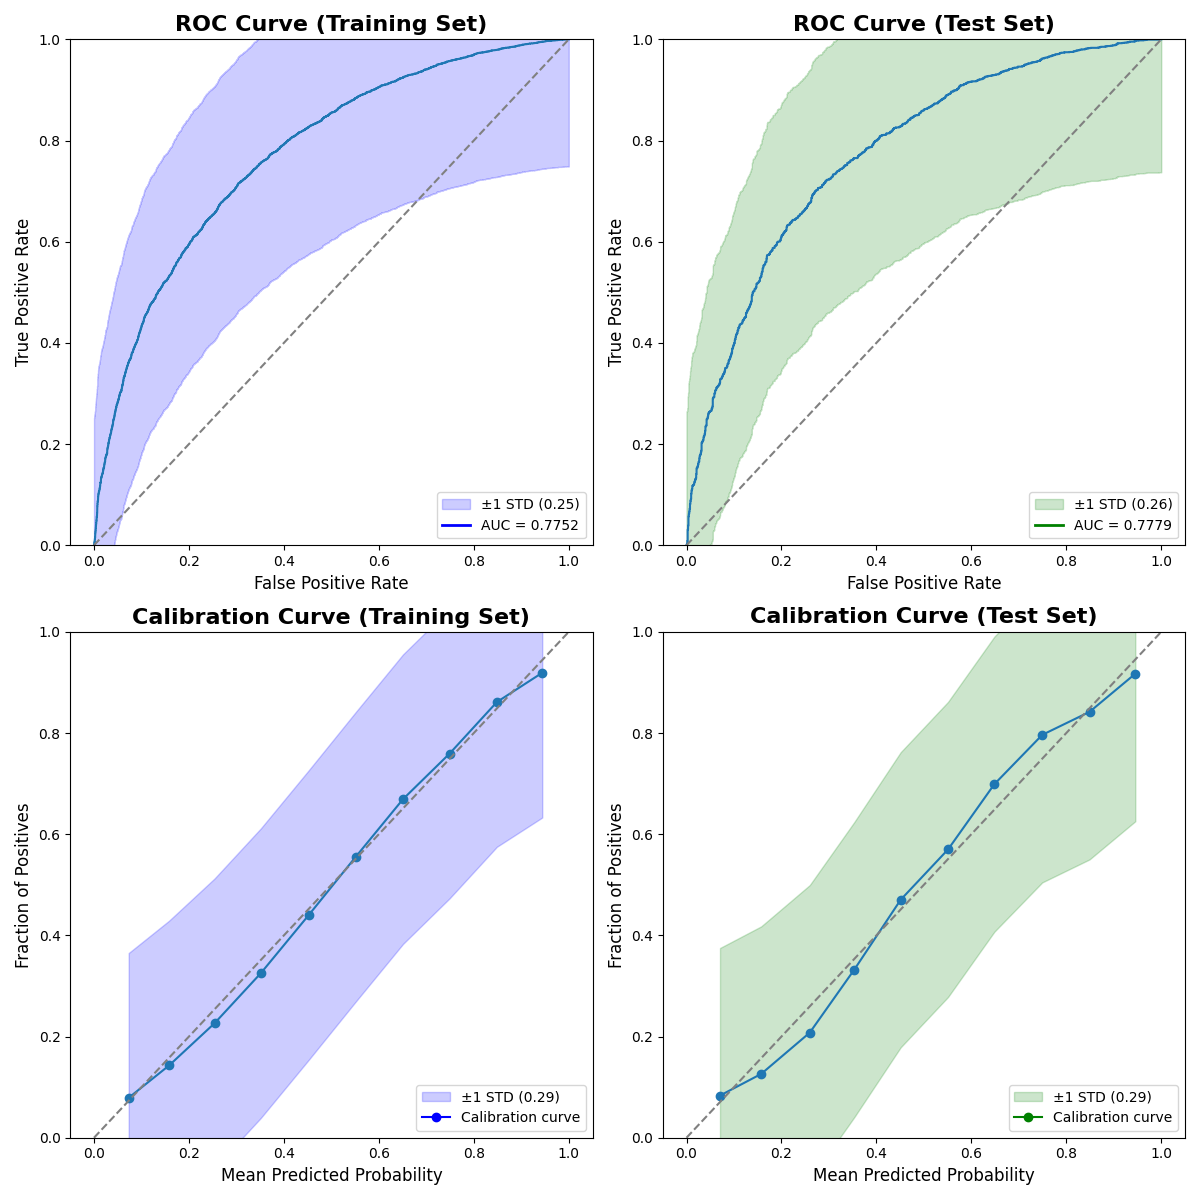 ROC Curve (Training Set)
True Positive Rate
1.0
0.8
0.6
0.4
0.2
0.0
±1 STD (0.25)
AUC = 0.7752
0.0 0.2 0.4 0.6 0.8 1.0
False Positive Rate
ROC Curve (Test Set)
True Positive Rate
1.0
0.8
0.6
0.4
0.2
0.0
±1 STD (0.26)
AUC = 0.7779
0.0 0.2 0.4 0.6 0.8 1.0
False Positive Rate
Calibration Curve (Training Set)
Fraction of Positives
1.0
0.8
0.6
0.4
0.2
0.0
±1 STD (0.29)
Calibration curve
0.0 0.2 0.4 0.6 0.8 1.0
Mean Predicted Probability
Calibration Curve (Test Set)
Fraction of Positives
1.0
0.8
0.6
0.4
0.2
0.0
±1 STD (0.29)
Calibration curve
0.0 0.2 0.4 0.6 0.8 1.0
Mean Predicted Probability